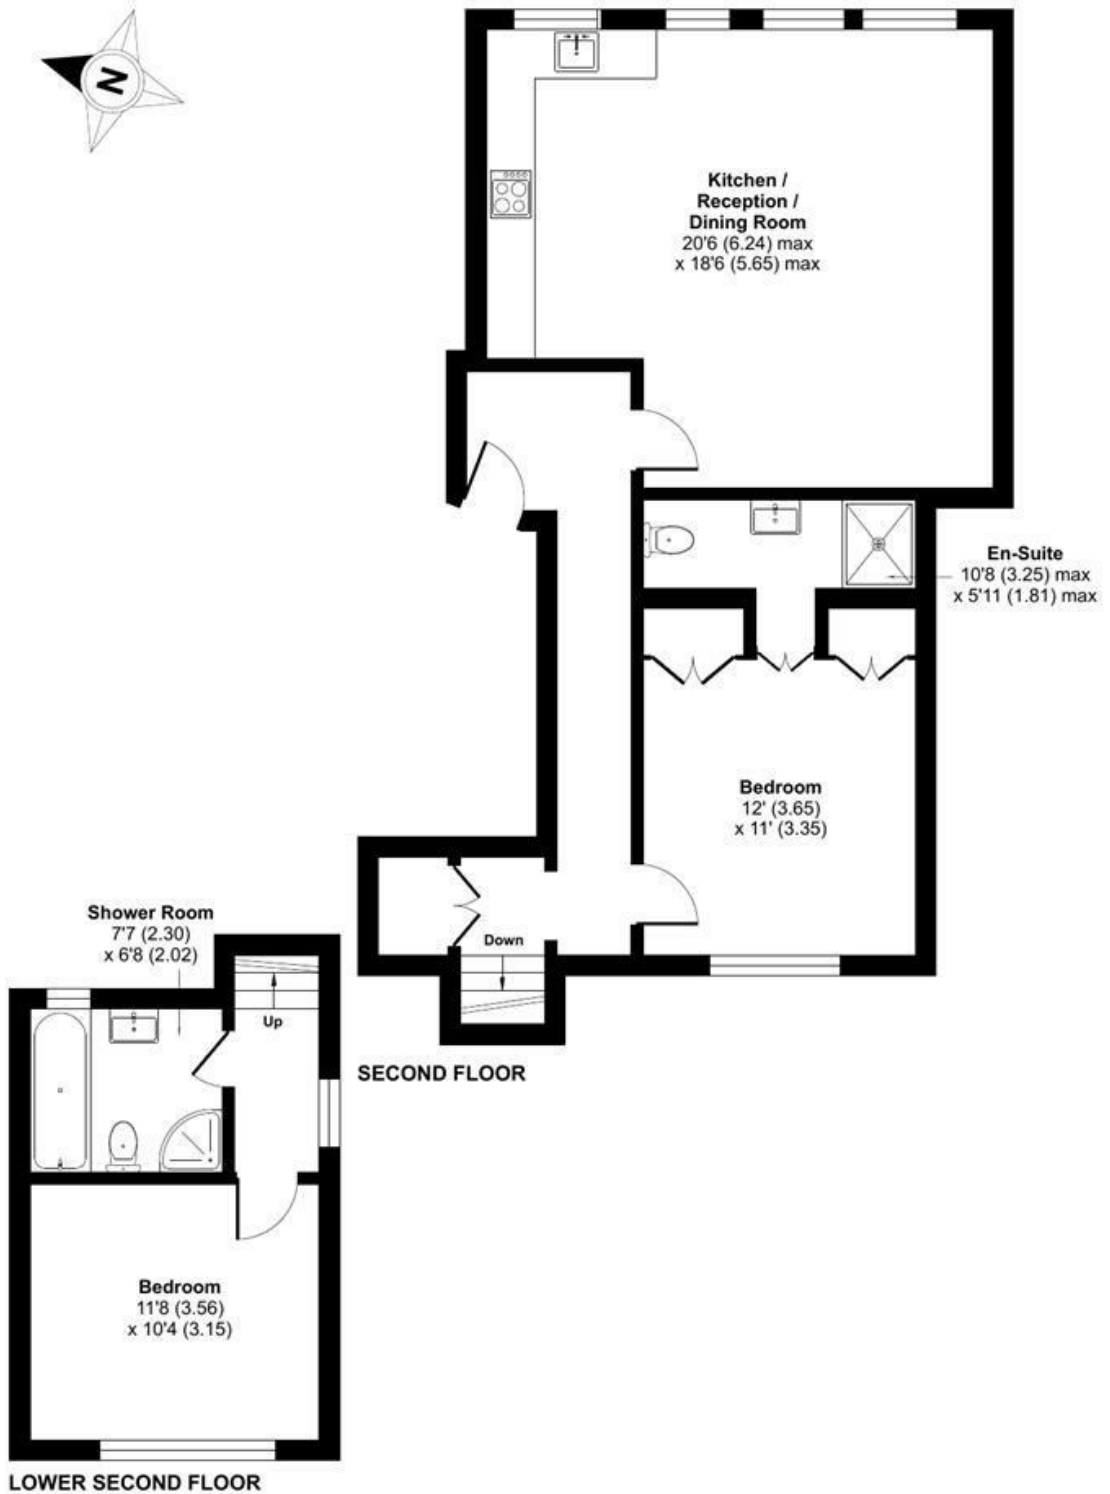 N
Kitchen /
Reception /
Dining Room
20'6 (6.24) max
x 18'6 (5.65) max
En-Suite
10'8 (3.25) max
x 5'11 (1.81) max
Bedroom
12' (3.65)
x 11' (3.35)
Down
SECOND FLOOR
Shower Room
7'7 (2.30)
x 6'8 (2.02)
Up
Bedroom
11'8 (3.56)
x 10'4 (3.15)
LOWER SECOND FLOOR